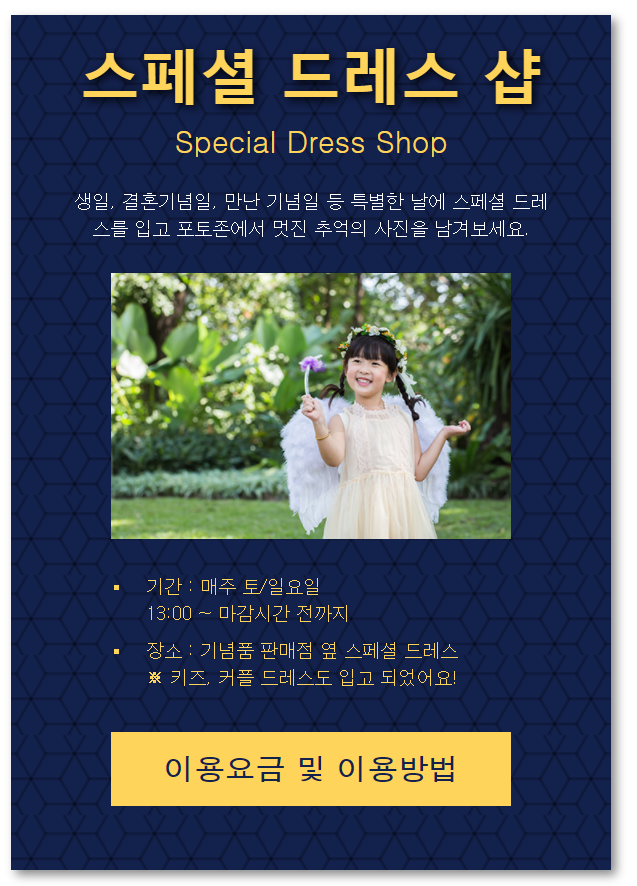 스페셜 드레스 샵
Special Dress Shop
생일, 결혼기념일, 만난 기념일 등 특별한 날에 스페셜 드레
스를 입고 포토존에서 멋진 추억의 사진을 남겨보세요.
▪ 기간 : 매주 토/일요일
13:00 ~ 마감시간 전까지
▪ 장소 : 기념품 판매점 옆 스페셜 드레스
※ 키즈, 커플 드레스도 입고 되었어요!
이용요금 및 이용방법